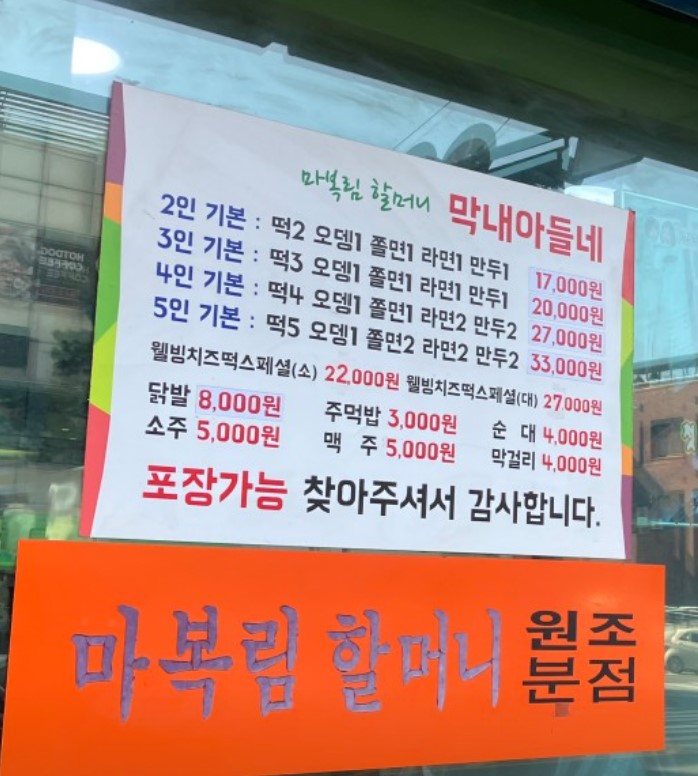 마복림 할머니 막내아들네
2인 기본 : 떡2 오뎅1 쫄면1 라면1 만두1 17,000원
3인 기본 : 떡3 오뎅1 쫄면1 라면1 만두1 20,000원
4인 기본 : 떡4 오뎅1 쫄면1 라면2 만두2 27,000원
5인 기본 : 떡5 오뎅1 쫄면2 라면2 만두2 33,000원
웰빙치즈떡스페셜(소) 22,000원 웰빙치즈떡스페셜(대) 27,000원
닭발 8,000원 주먹밥 3,000원 순 대 4,000원
소주 5,000원 맥 주 5,000원 막걸리 4,000원
포장가능 찾아주셔서 감사합니다.
마복림 할머니 원조
분점
HOTDOG
COFFEE